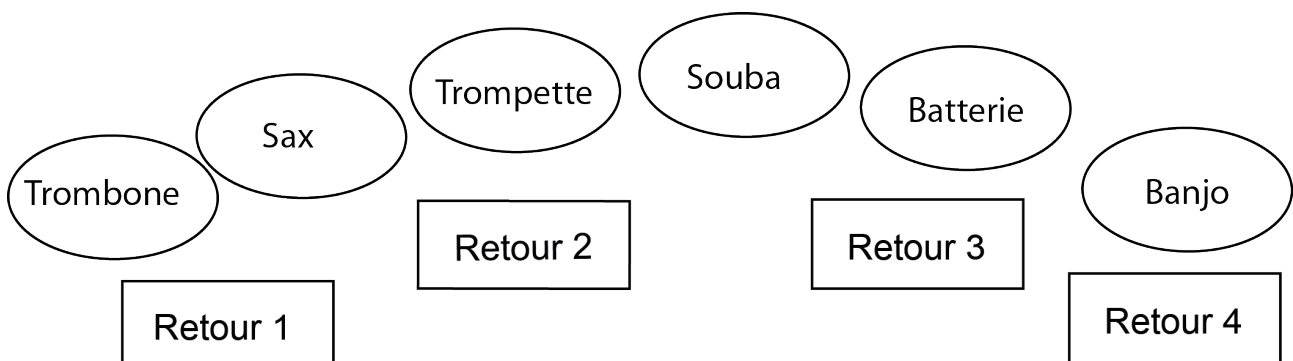 Trombone
Sax
Trompette
Souba
Batterie
Banjo
Retour 1
Retour 2
Retour 3
Retour 4